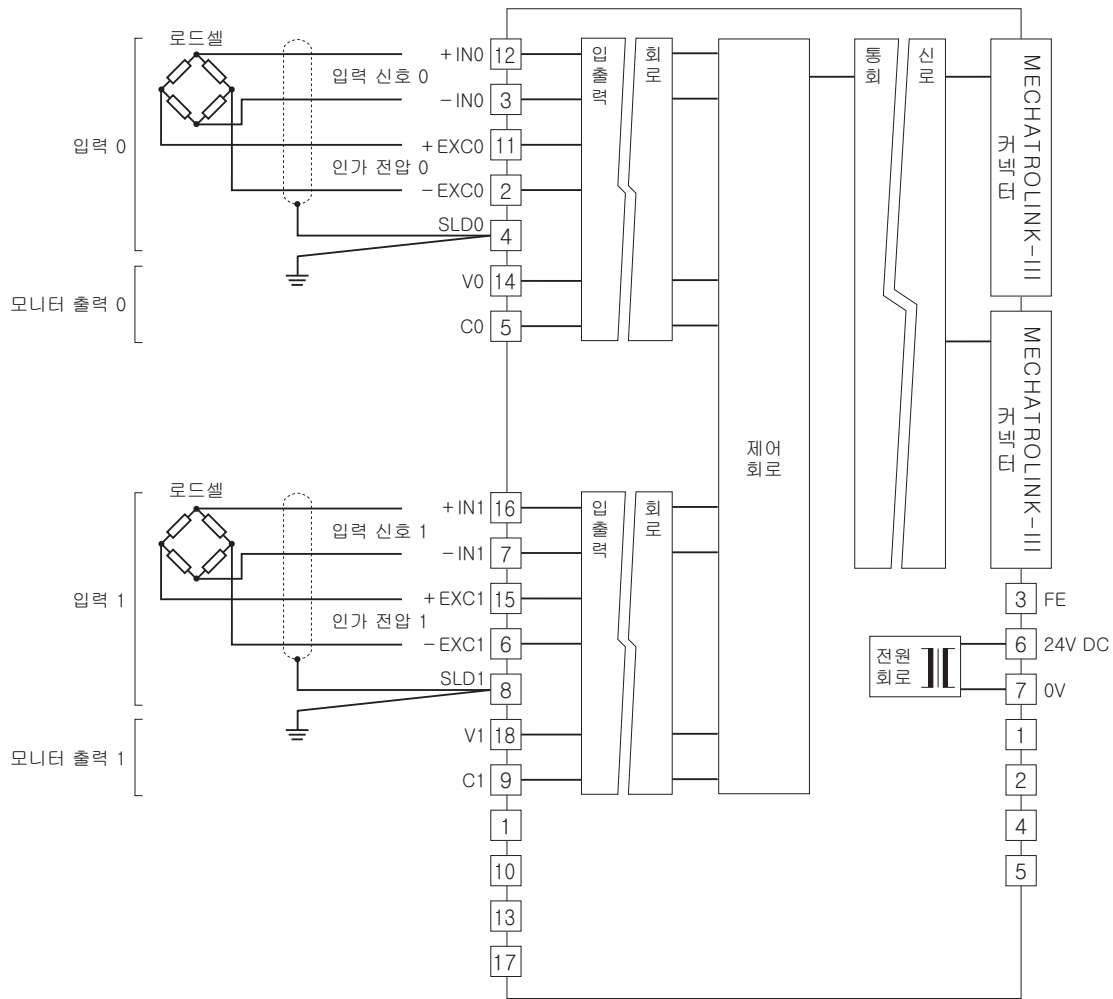 로드셀
입력 신호 0
인가 전압 0
입력 0
모니터 출력 0
+IN0 12
-IN0 3
+EXC0 11
-EXC0 2
SLD0 4
V0 14
C0 5
입출력 회로
로드셀
입력 신호 1
인가 전압 1
입력 1
모니터 출력 1
+IN1 16
-IN1 7
+EXC1 15
-EXC1 6
SLD1 8
V1 18
C1 9
1
10
13
17
입출력 회로
제어
회로
통신
회로
MECHATROLINK-III
커넥터
MECHATROLINK-III
커넥터
3 FE
6 24V DC
7 0V
전원
회로
1
2
4
5